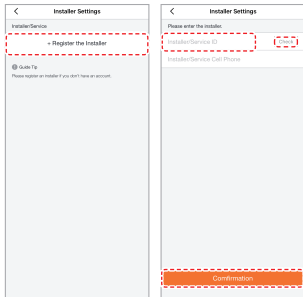 Installer Settings
Installer/Service
+ Register the Installer
Guide Tip
Please register an installer if you don't have an account.
Installer Settings
Please enter the installer.
Installer/Service ID
Check
Installer/Service Cell Phone
Comfirmation